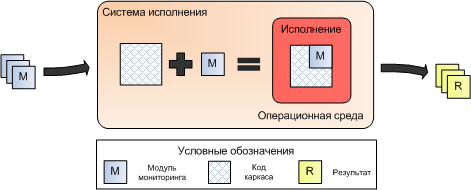 Система исполнения
Исполнение
M
M
M
R
Операционная среда
Условные обозначения
M
Модуль
мониторинга
Код
каркаса
R
Результат